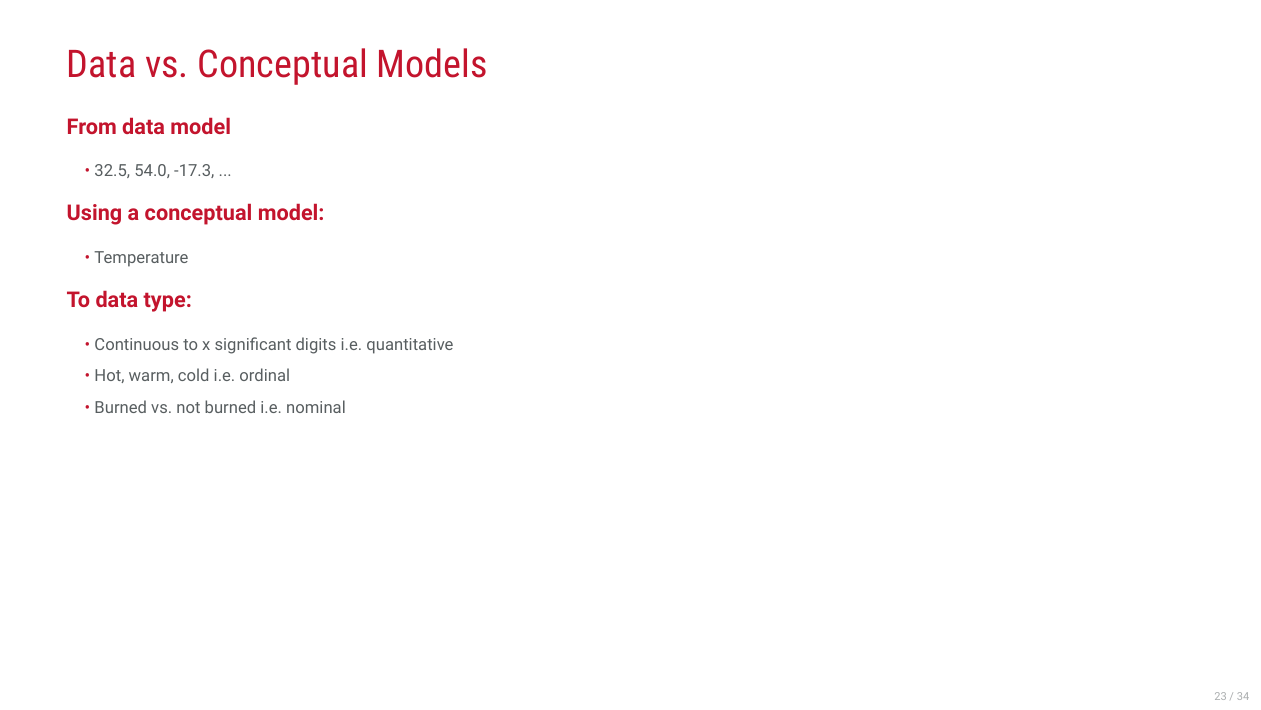 Data vs. Conceptual Models
From data model
• 32.5, 54.0, -17.3, ...
Using a conceptual model:
• Temperature
To data type:
• Continuous to x significant digits i.e. quantitative
• Hot, warm, cold i.e. ordinal
• Burned vs. not burned i.e. nominal
23 / 34